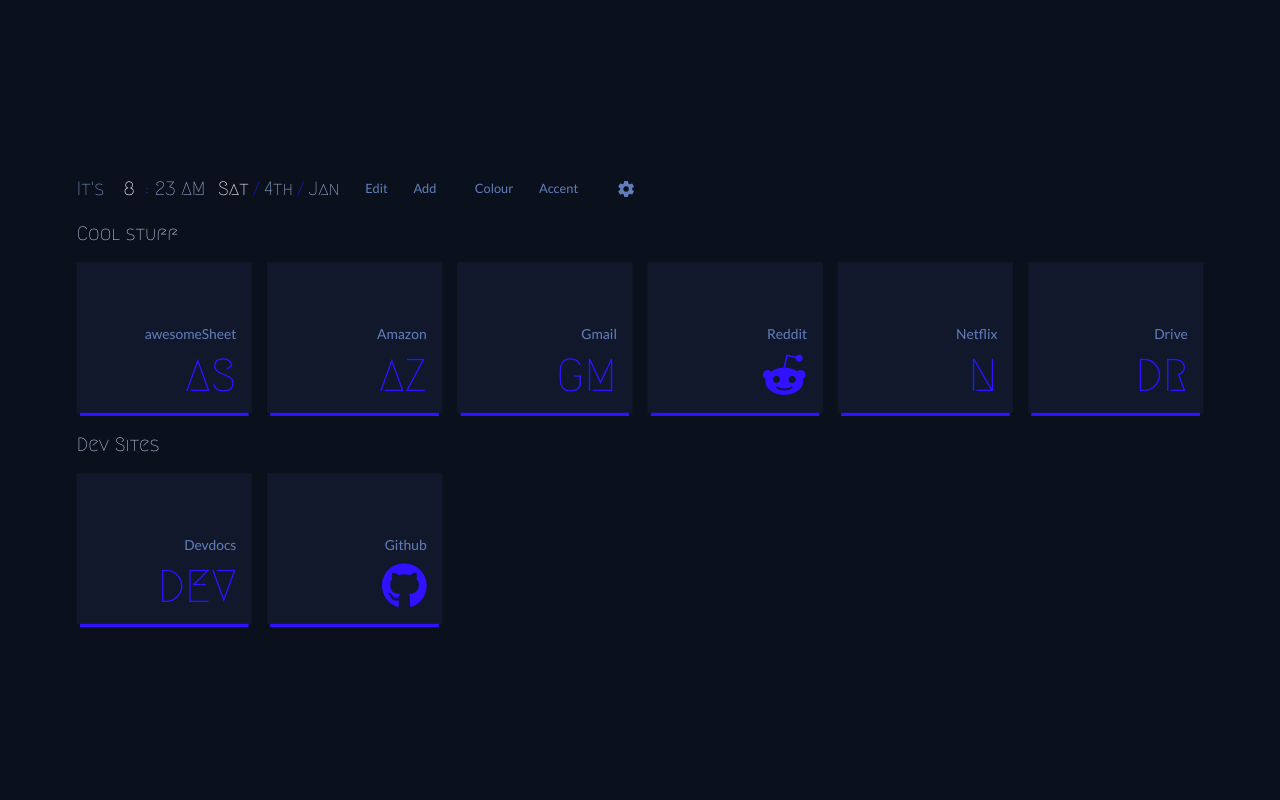 It's 8 : 23 AM Sat / 4th / Jan Edit Add Colour Accent
Cool stuff
awesomeSheet Amazon Gmail Reddit Netflix Drive
AS AZ GM N DR
Dev Sites
Devdocs Github
DEV